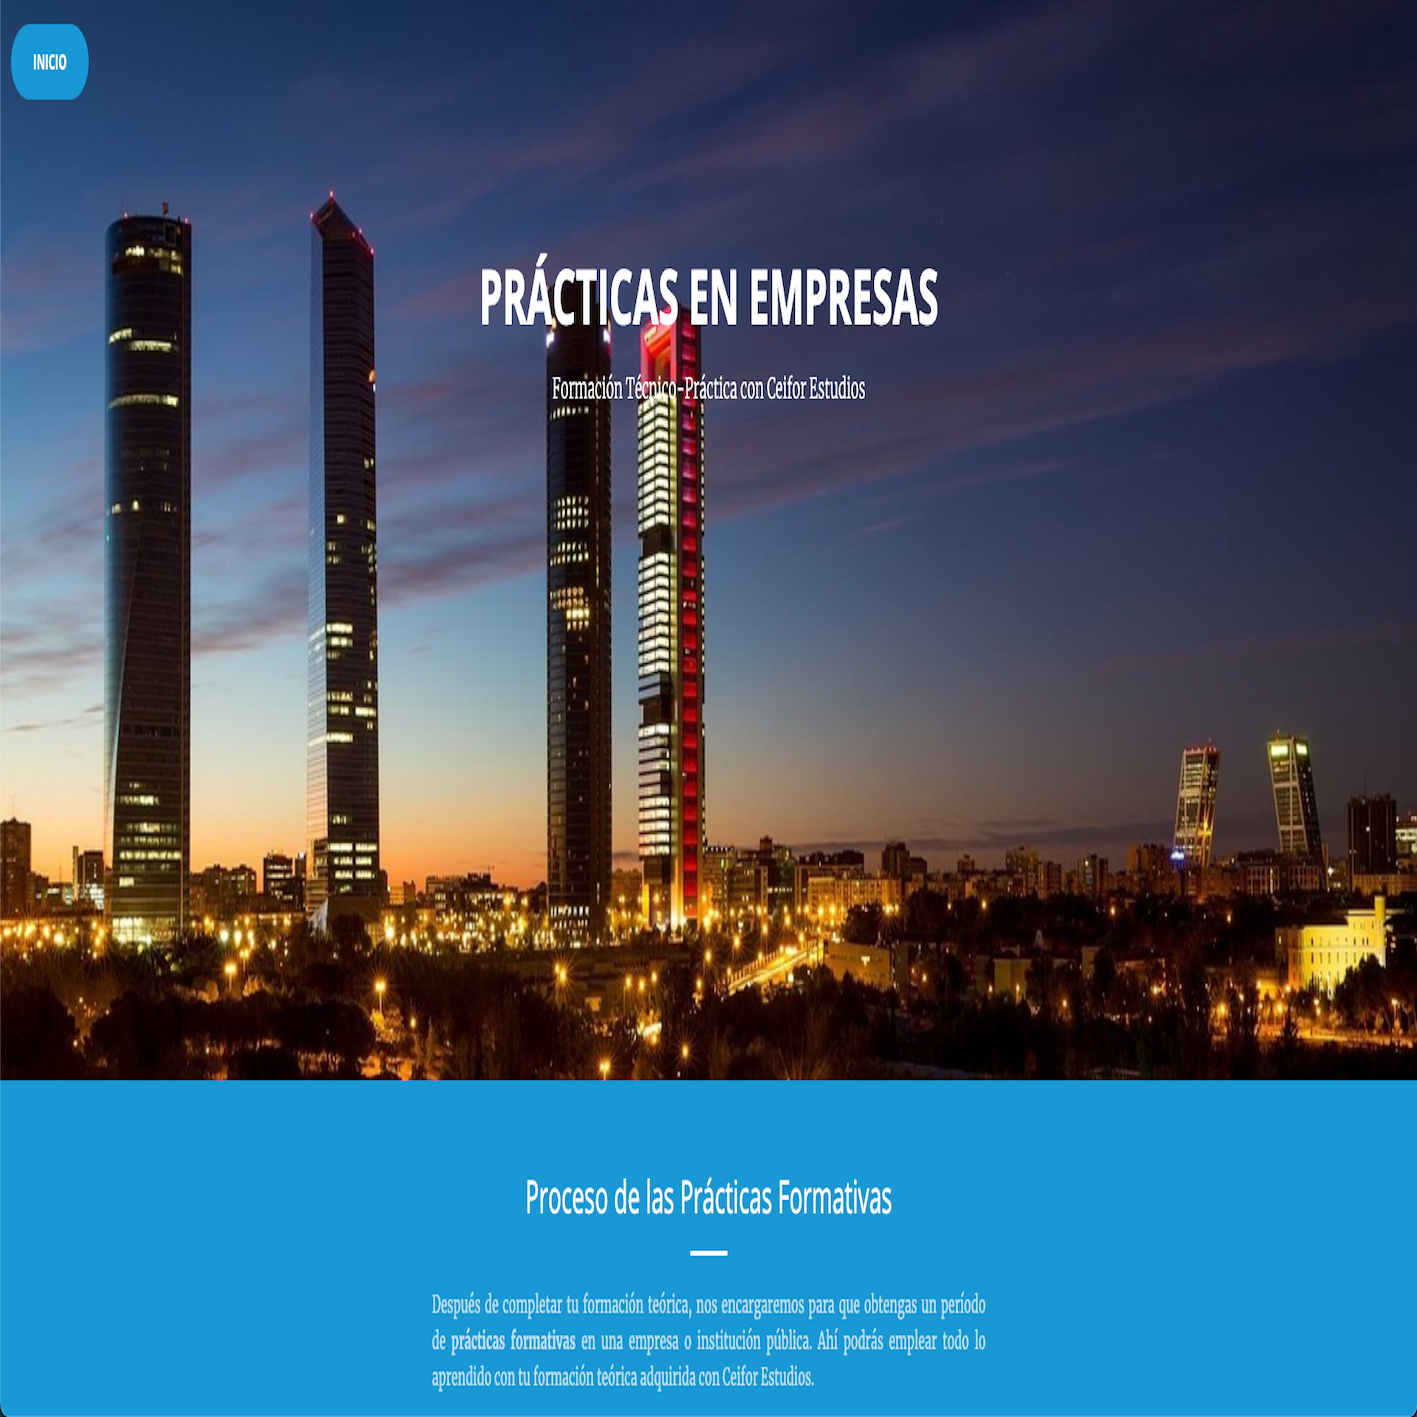 INICIO
PRÁCTICAS EN EMPRESAS
Formación Técnico-Práctica con Ceifor Estudios
Proceso de las Prácticas Formativas
Después de completar tu formación teórica, nos encargaremos para que obtengas un período
de prácticas formativas en una empresa o institución pública. Ahí podrás emplear todo lo
aprendido con tu formación teórica adquirida con Ceifor Estudios.